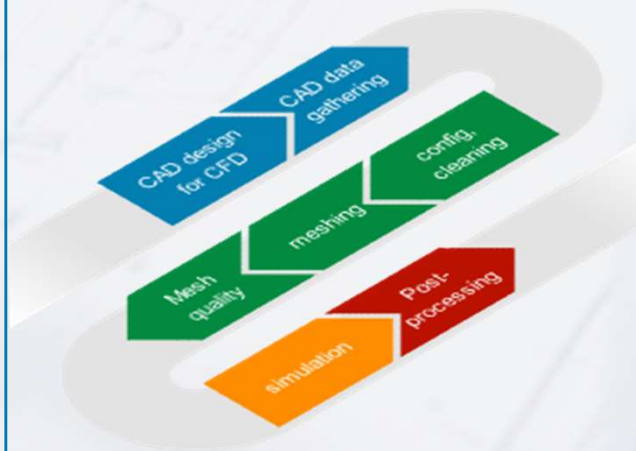 CAD design
for CFD
CAD data
gathering
config,
cleaning
meshing
Mesh
quality
simulation
Post-
processing